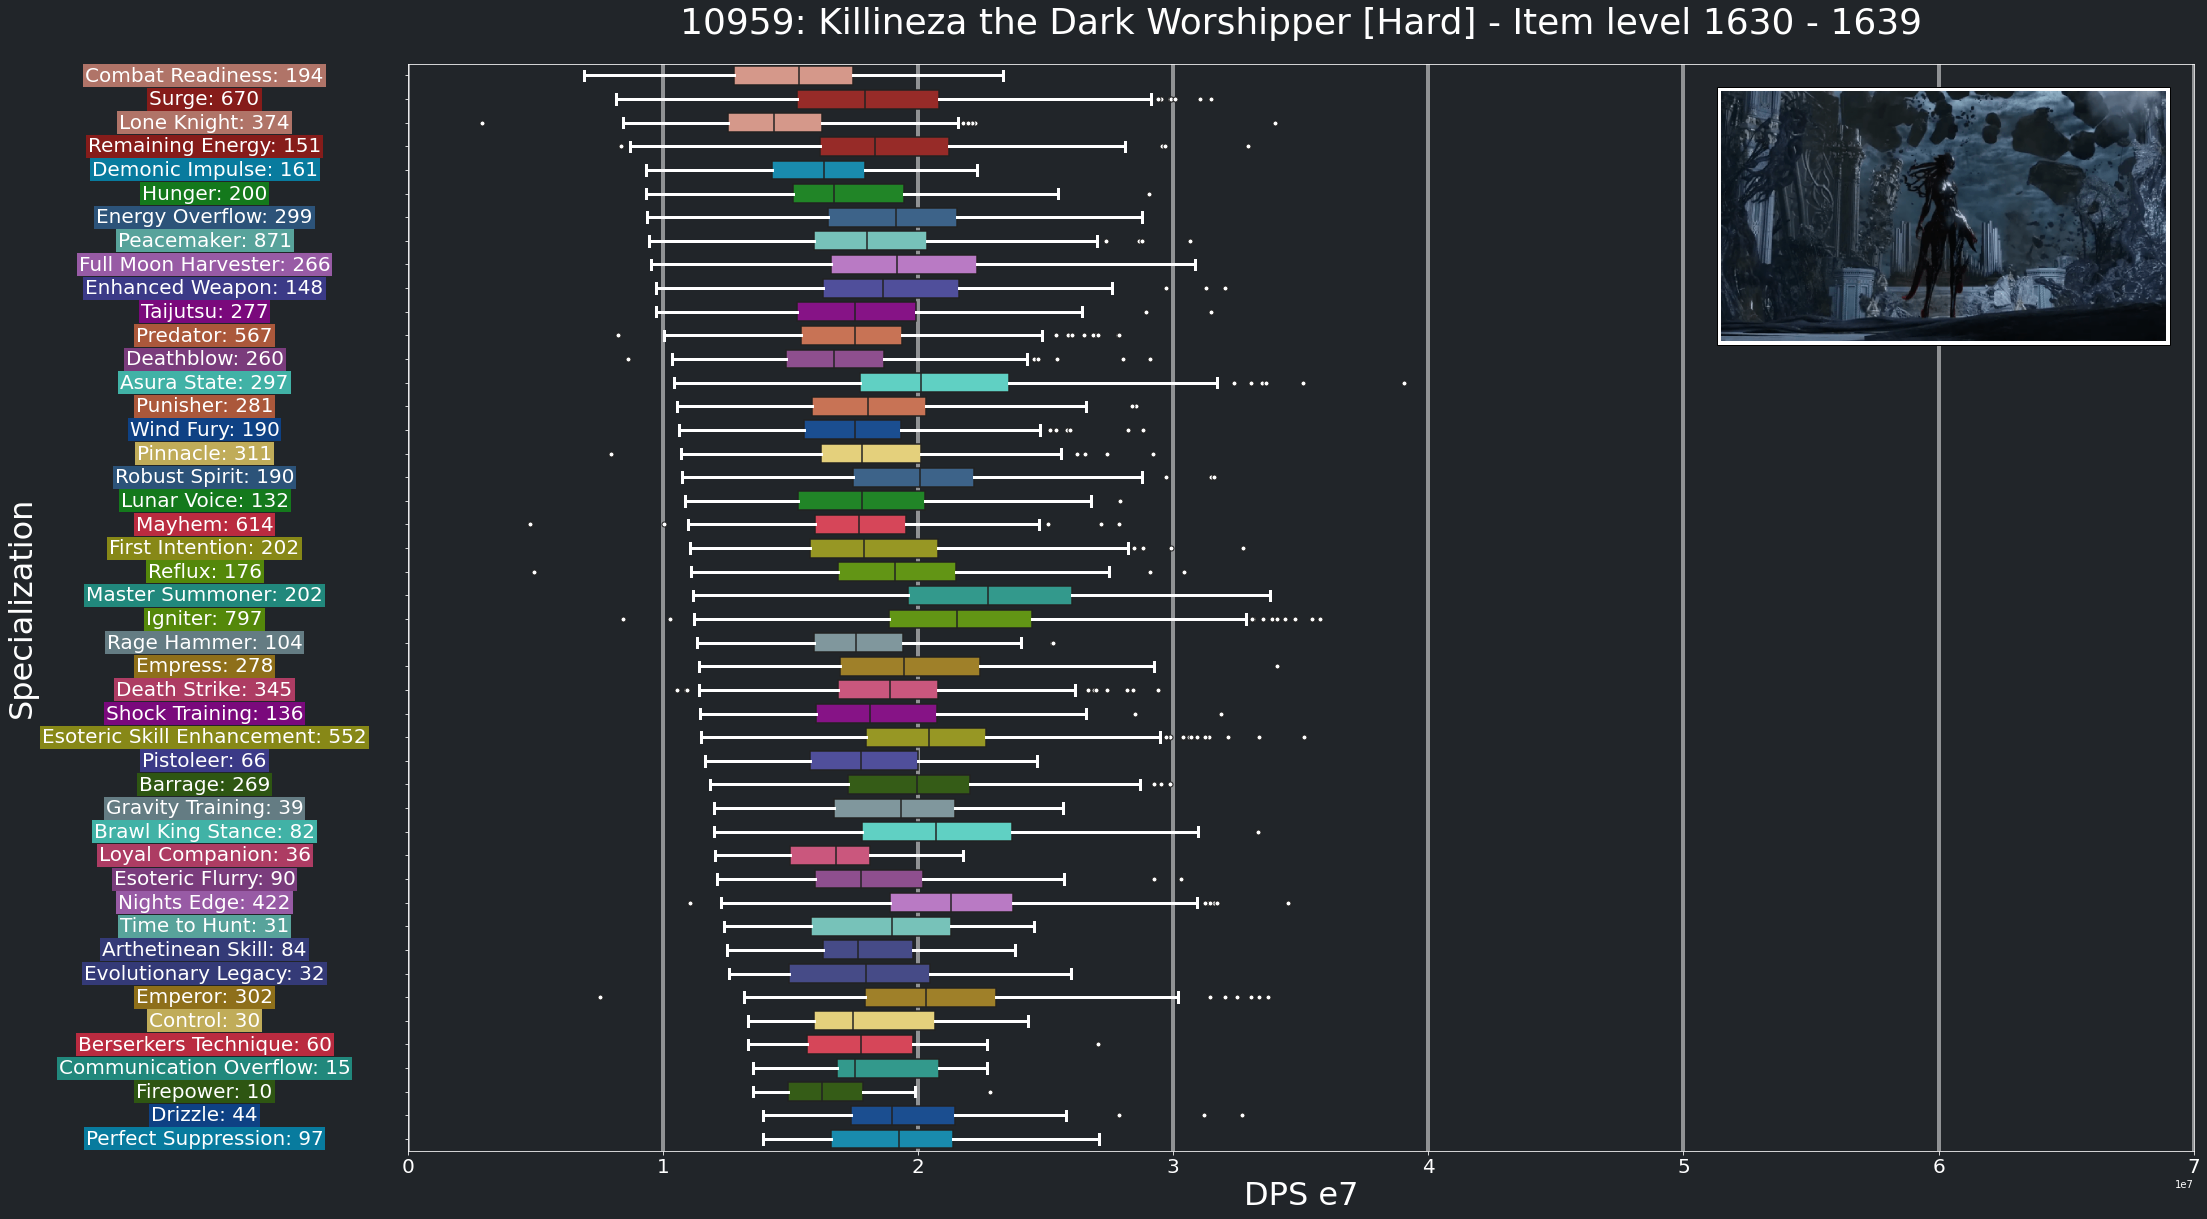 10959: Killineza the Dark Worshipper [Hard] - Item level 1630 - 1639
Specialization
Combat Readiness: 194
Surge: 670
Lone Knight: 374
Remaining Energy: 151
Demonic Impulse: 161
Hunger: 200
Energy Overflow: 299
Peacemaker: 871
Full Moon Harvester: 266
Enhanced Weapon: 148
Taijutsu: 277
Predator: 567
Deathblow: 260
Asura State: 297
Punisher: 281
Wind Fury: 190
Pinnacle: 311
Robust Spirit: 190
Lunar Voice: 132
Mayhem: 614
First Intention: 202
Reflux: 176
Master Summoner: 202
Igniter: 797
Rage Hammer: 104
Empress: 278
Death Strike: 345
Shock Training: 136
Esoteric Skill Enhancement: 552
Pistoleer: 66
Barrage: 269
Gravity Training: 39
Brawl King Stance: 82
Loyal Companion: 36
Esoteric Flurry: 90
Nights Edge: 422
Time to Hunt: 31
Arthetinean Skill: 84
Evolutionary Legacy: 32
Emperor: 302
Control: 30
Berserkers Technique: 60
Communication Overflow: 15
Firepower: 10
Drizzle: 44
Perfect Suppression: 97
0 1 2 3 4 5 6 7
1e7
DPS e7